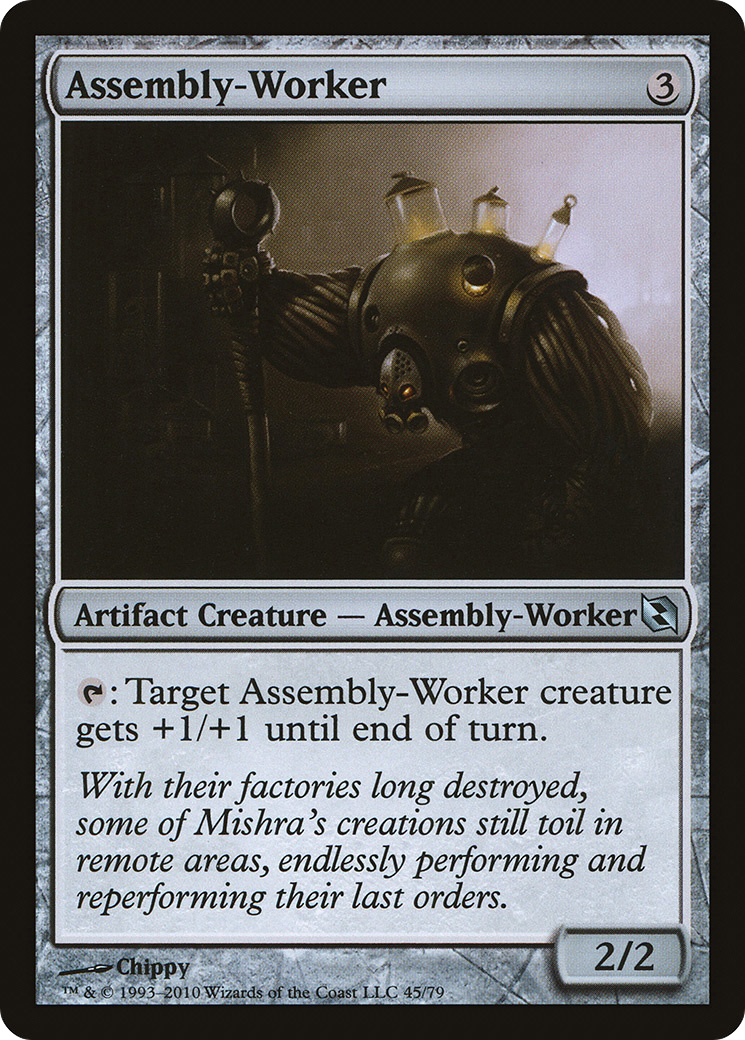 Assembly-Worker 3
Artifact Creature — Assembly-Worker
: Target Assembly-Worker creature
gets +1/+1 until end of turn.
With their factories long destroyed,
some of Mishra's creations still toil in
remote areas, endlessly performing and
reperforming their last orders.
2/2
Chippy
™ & © 1993–2010 Wizards of the Coast LLC 45/79